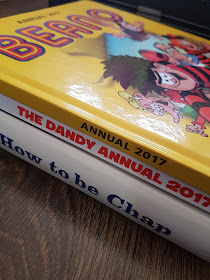 BEANO
ANNUAL 2017
THE DANDY ANNUAL 2017
How to be Chap